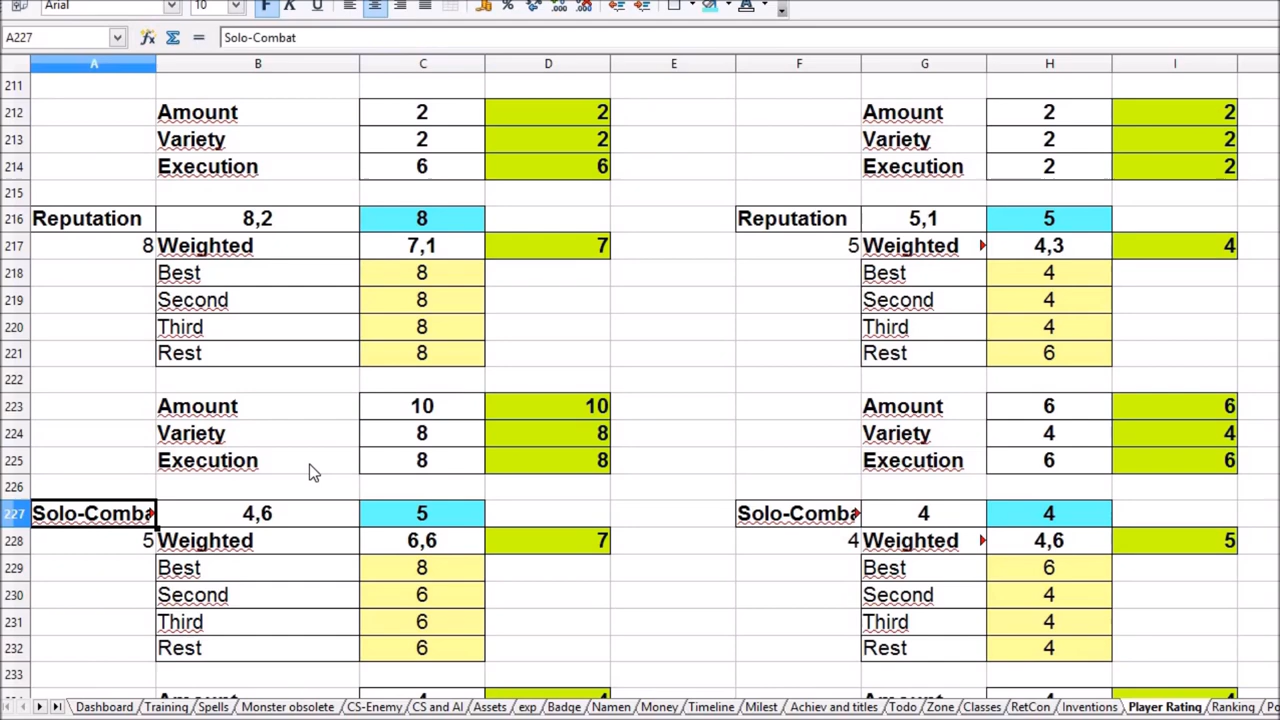 Arial 10 F K U %
A227 Σ = Solo-Combat
A B C D E F G H I
211
212 Amount 2 2 Amount 2 2
213 Variety 2 2 Variety 2 2
214 Execution 6 6 Execution 2 2
215
216 Reputation 8,2 8 Reputation 5,1 5
217 8 Weighted 7,1 7 5 Weighted 4,3 4
218 Best 8 Best 4
219 Second 8 Second 4
220 Third 8 Third 4
221 Rest 8 Rest 6
222
223 Amount 10 10 Amount 6 6
224 Variety 8 8 Variety 4 4
225 Execution 8 8 Execution 6 6
226
227 Solo-Comba 4,6 5 Solo-Comba 4 4
228 5 Weighted 6,6 7 4 Weighted 4,6 5
229 Best 8 Best 6
230 Second 6 Second 4
231 Third 6 Third 4
232 Rest 6 Rest 4
233
Dashboard Training Spells Monster obsolete CS-Enemy CS and AI Assets exp Badge Namen Money Timeline Milest Achiev and titles Todo Zone Classes RetCon Inventions Player Rating Ranking